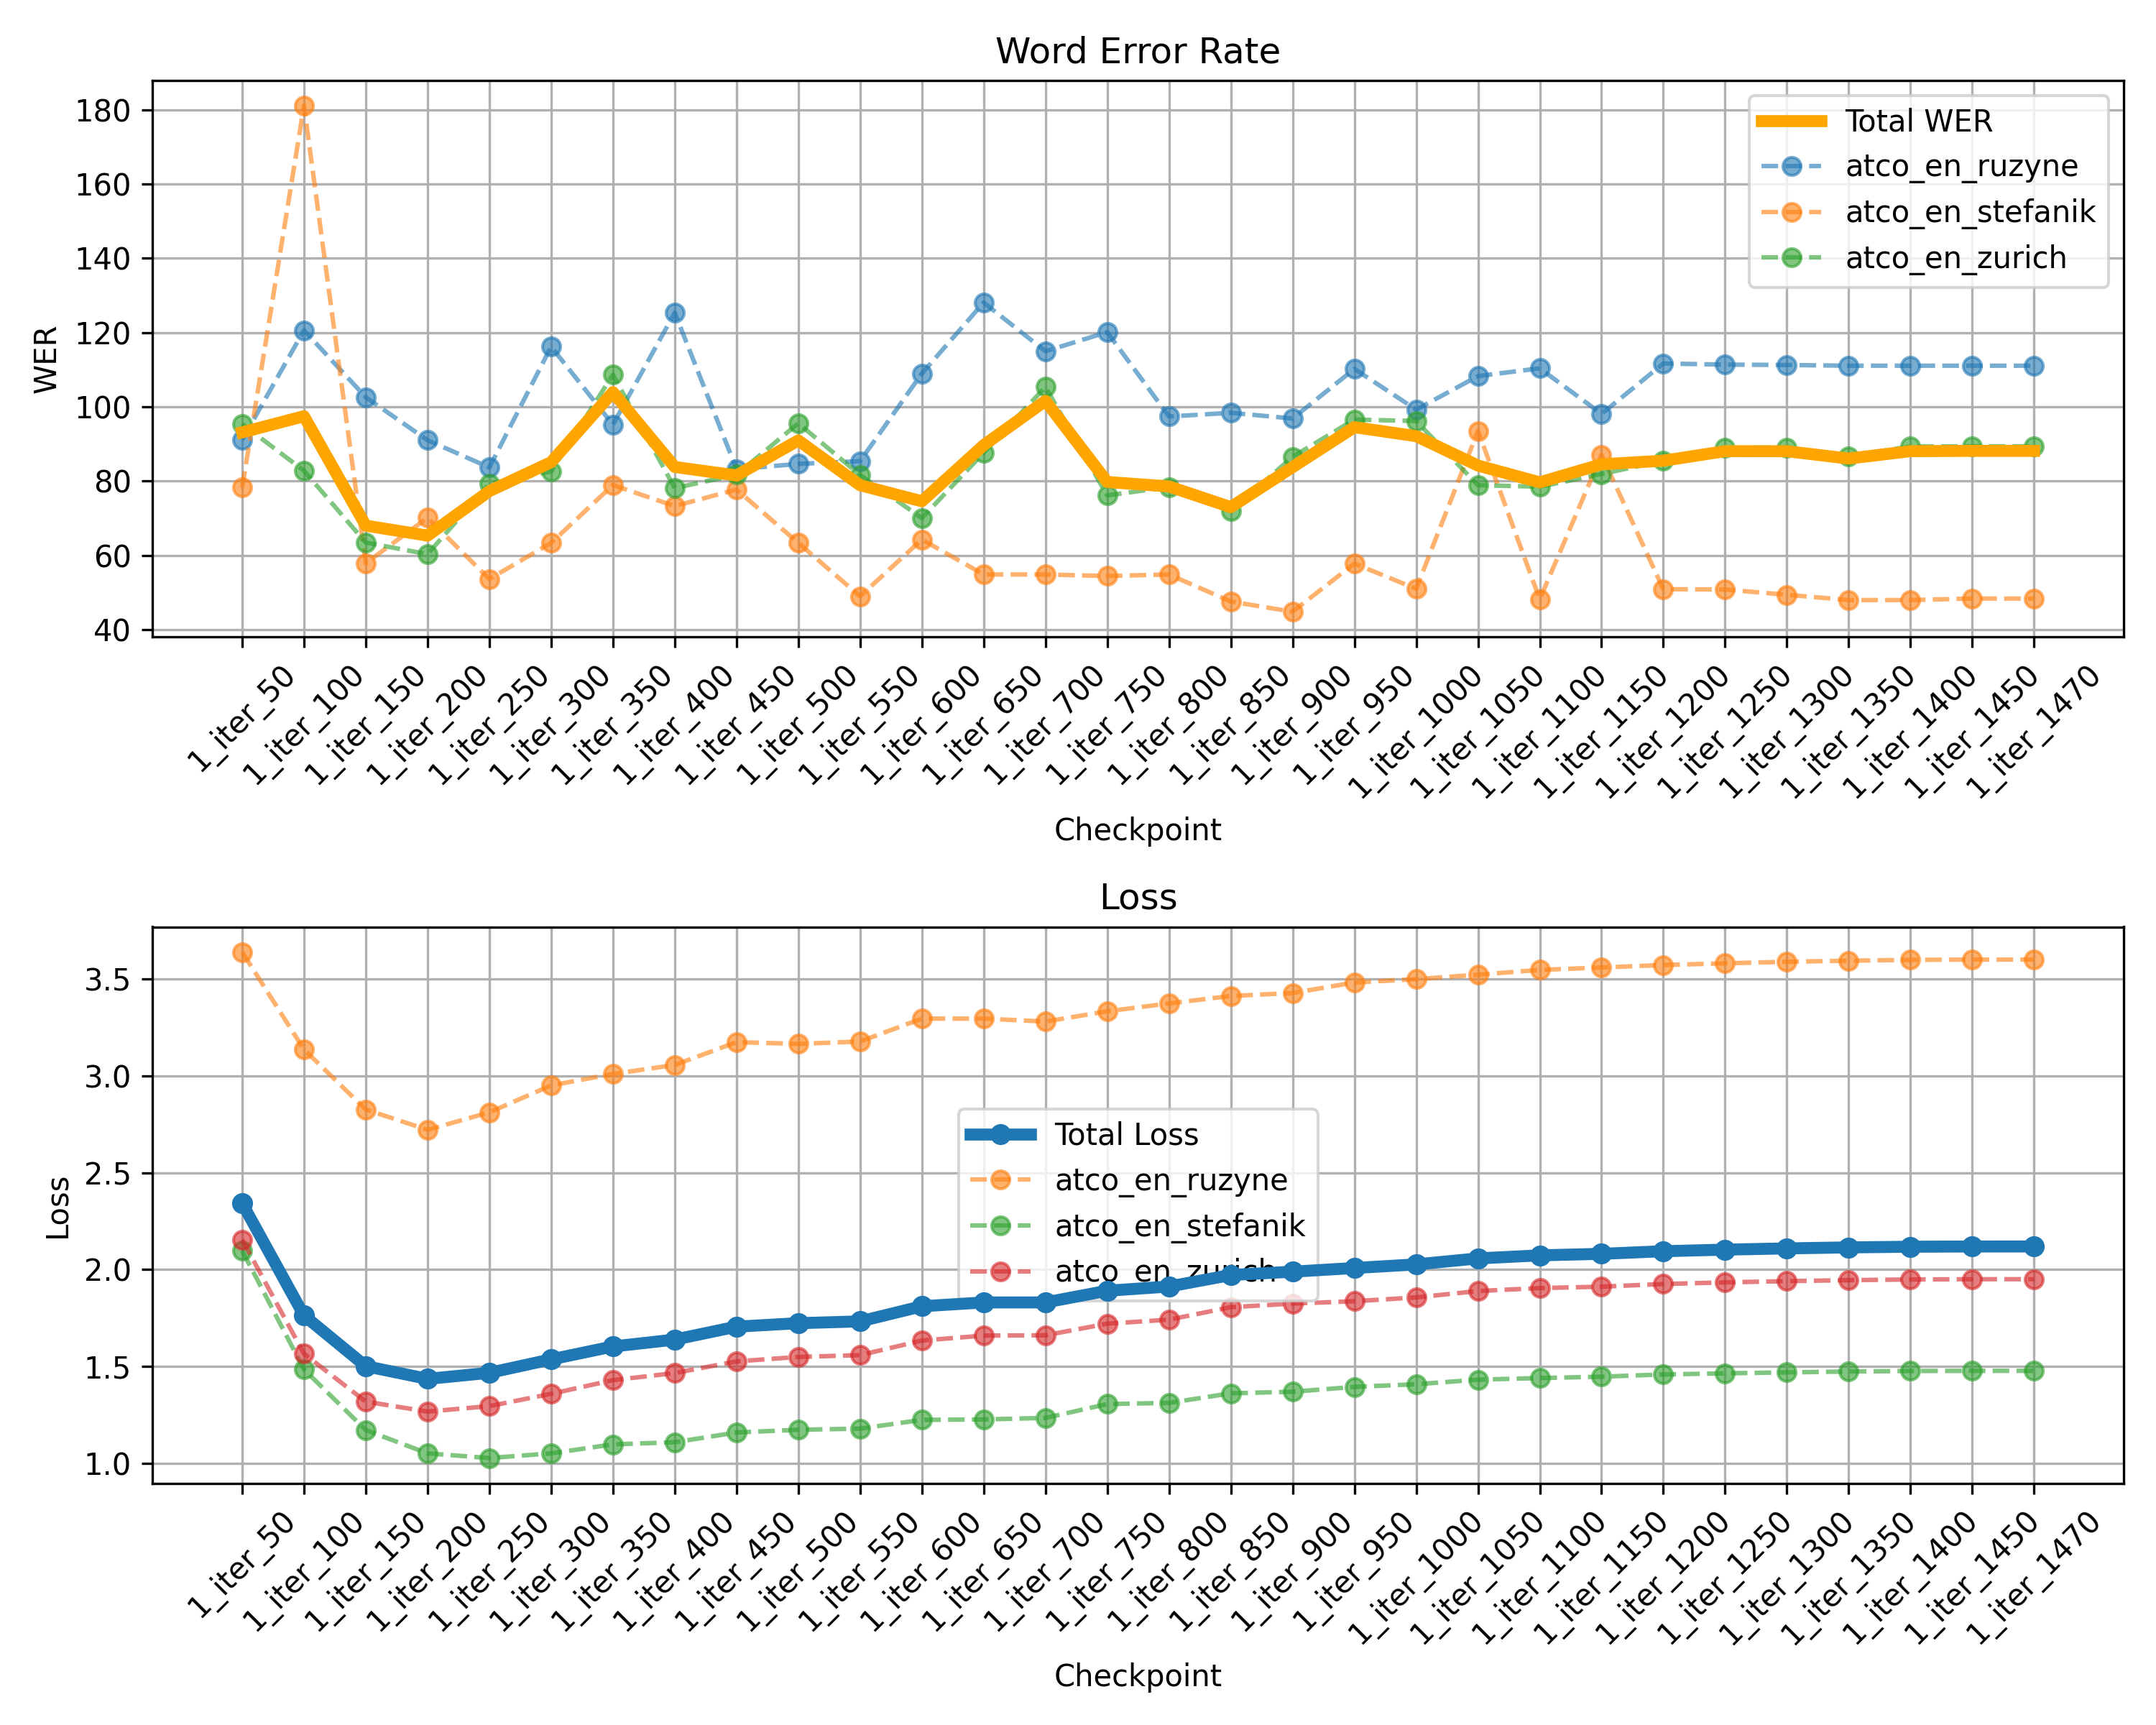 Word Error Rate
180
160
140
120
100
80
60
40
WER
Total WER
atco_en_ruzyne
atco_en_stefanik
atco_en_zurich
1_iter_50
1_iter_100
1_iter_150
1_iter_200
1_iter_250
1_iter_300
1_iter_350
1_iter_400
1_iter_450
1_iter_500
1_iter_550
1_iter_600
1_iter_650
1_iter_700
1_iter_750
1_iter_800
1_iter_850
1_iter_900
1_iter_950
1_iter_1000
1_iter_1050
1_iter_1100
1_iter_1150
1_iter_1200
1_iter_1250
1_iter_1300
1_iter_1350
1_iter_1400
1_iter_1450
1_iter_1470
Checkpoint
Loss
3.5
3.0
2.5
2.0
1.5
1.0
Loss
Total Loss
atco_en_ruzyne
atco_en_stefanik
atco_en_zurich
1_iter_50
1_iter_100
1_iter_150
1_iter_200
1_iter_250
1_iter_300
1_iter_350
1_iter_400
1_iter_450
1_iter_500
1_iter_550
1_iter_600
1_iter_650
1_iter_700
1_iter_750
1_iter_800
1_iter_850
1_iter_900
1_iter_950
1_iter_1000
1_iter_1050
1_iter_1100
1_iter_1150
1_iter_1200
1_iter_1250
1_iter_1300
1_iter_1350
1_iter_1400
1_iter_1450
1_iter_1470
Checkpoint